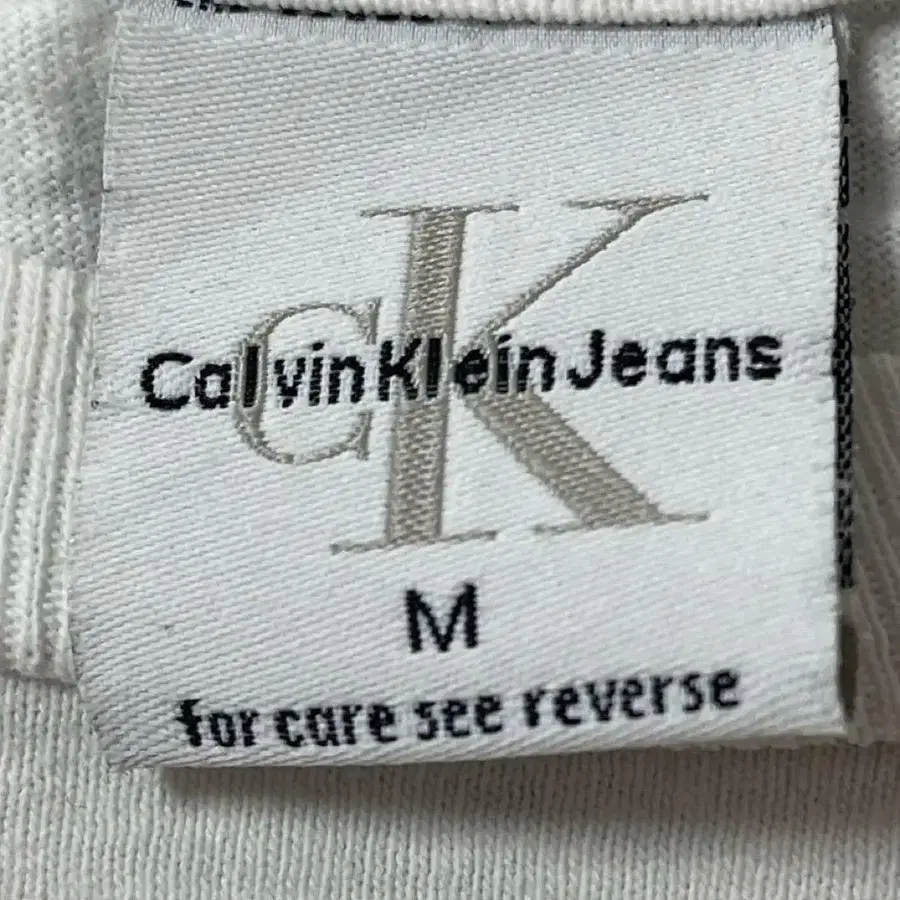 CK
Calvin Klein Jeans
M
for care see reverse